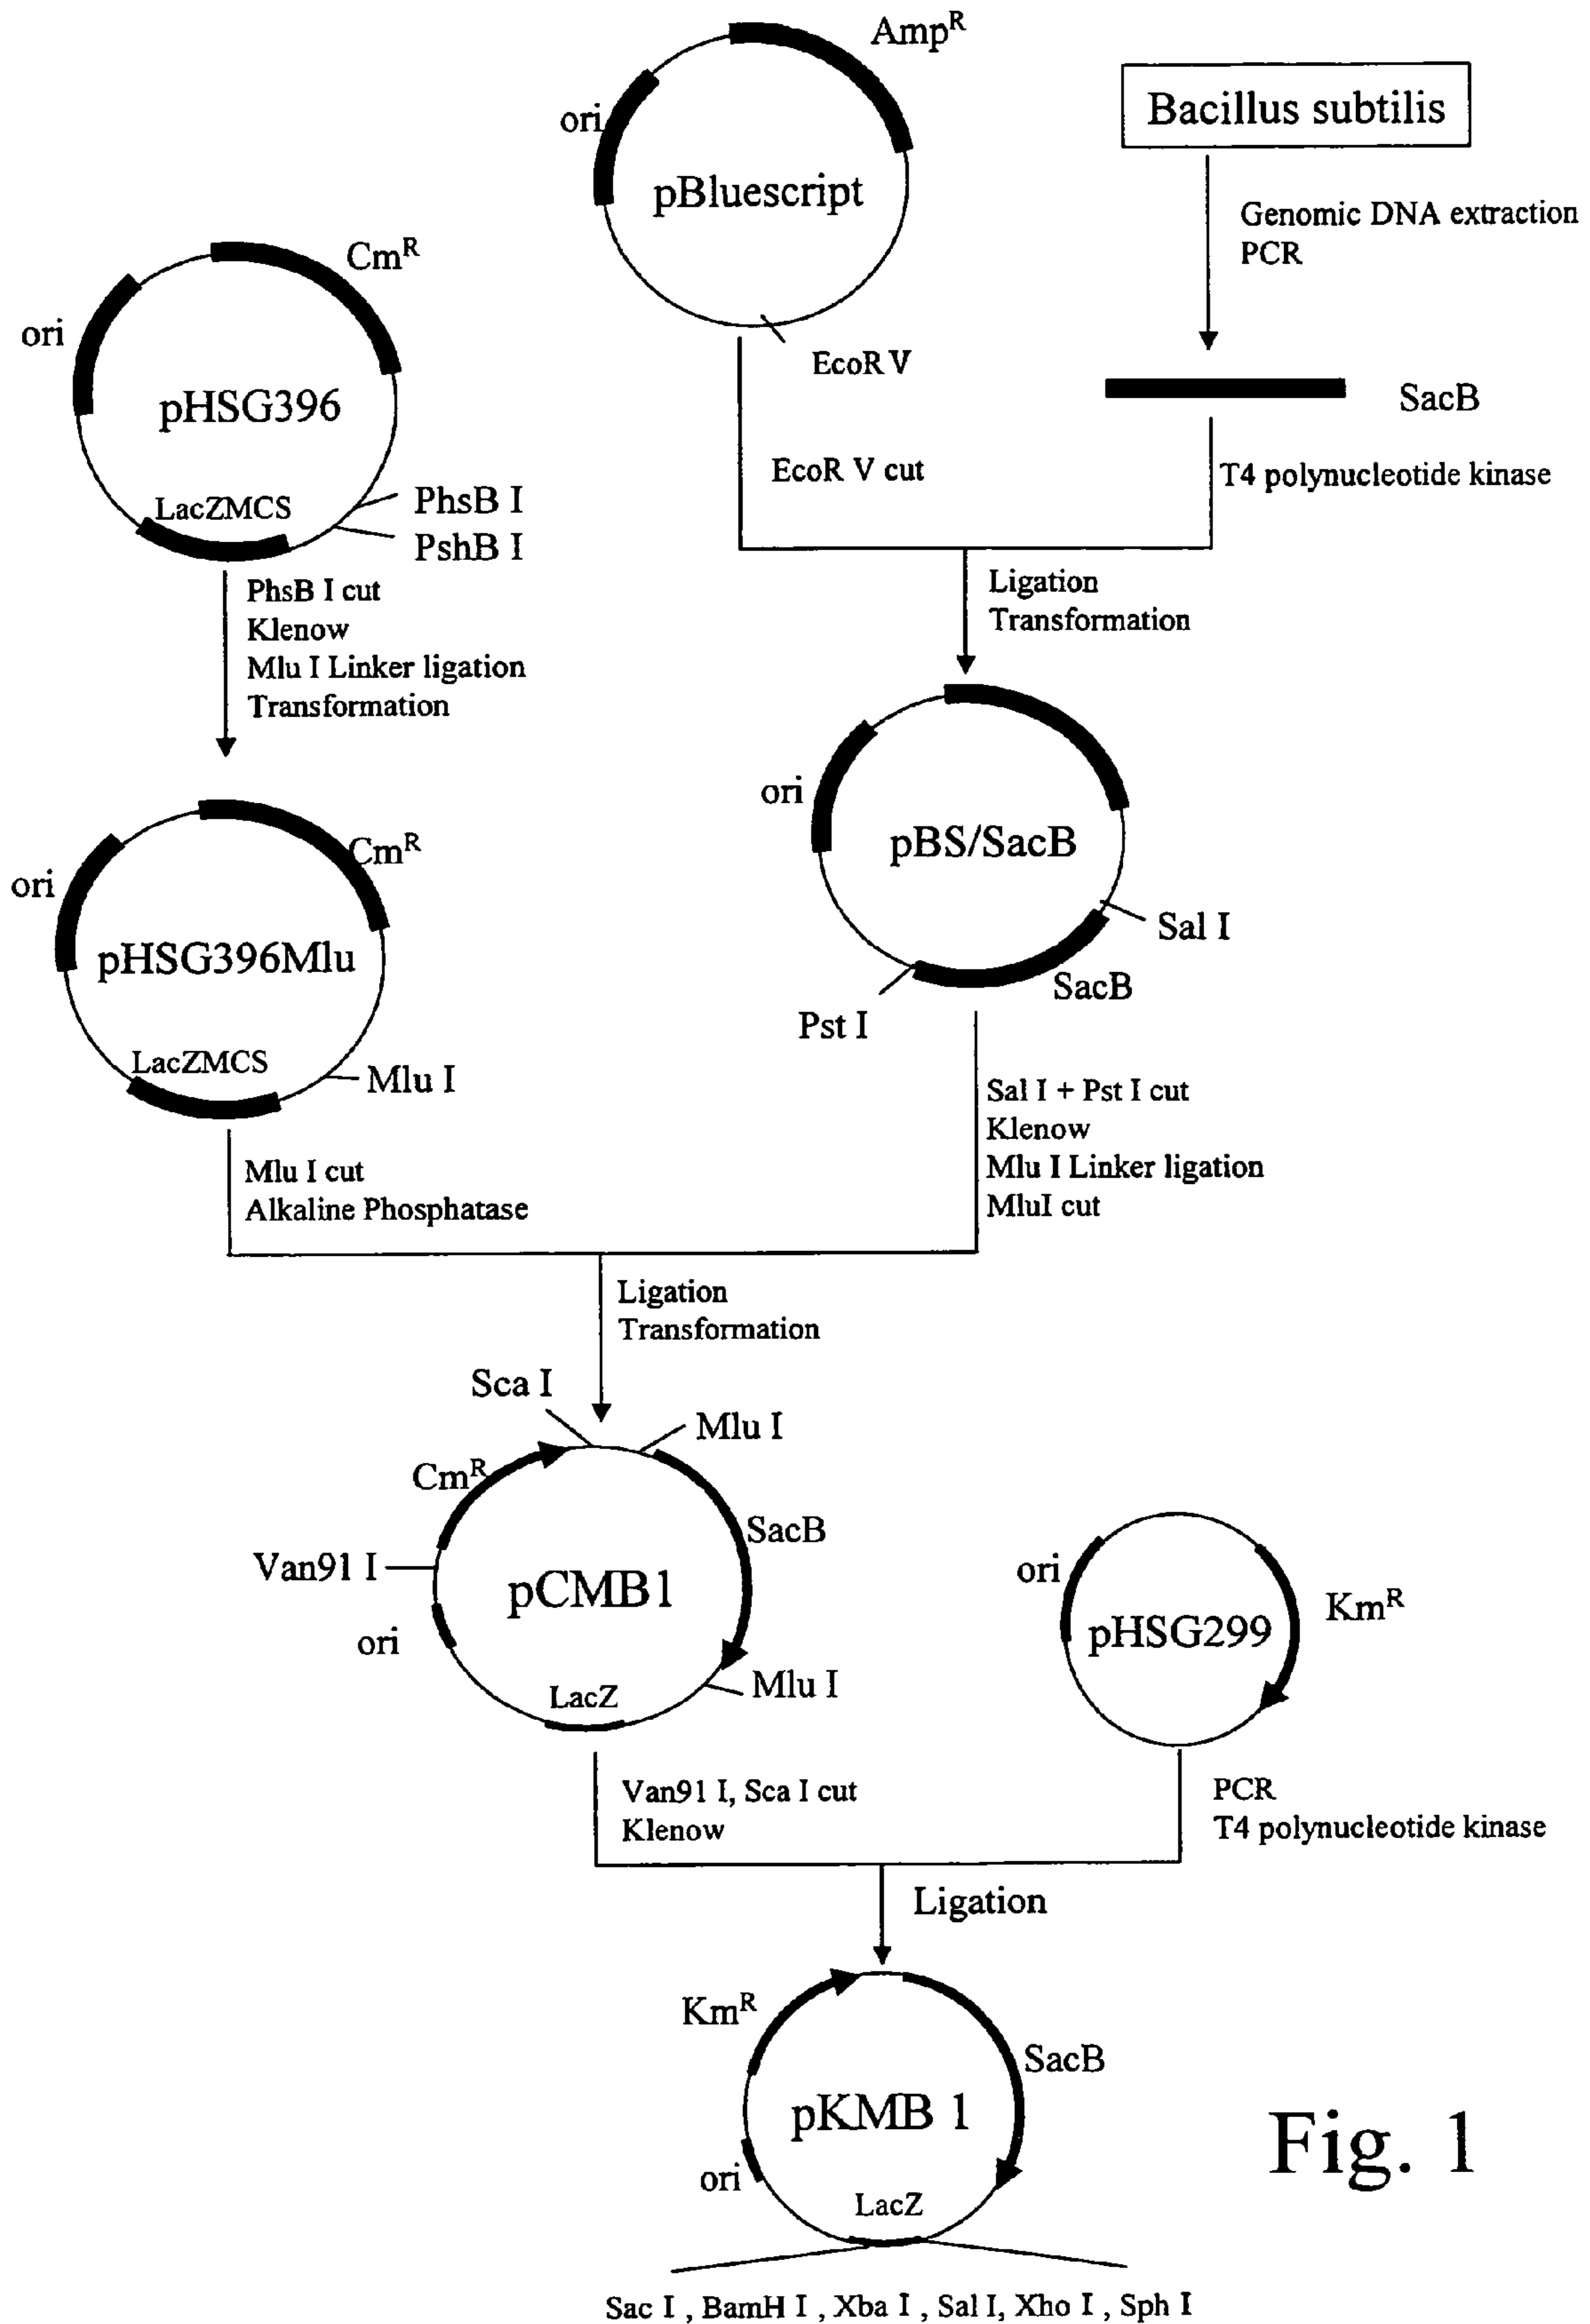 Amp^R
ori
pBluescript
EcoR V
Bacillus subtilis
Genomic DNA extraction
PCR
SacB
Cm^R
ori
pHSG396
LacZMCS
PhsB I
PshB I
EcoR V cut
T4 polynucleotide kinase
Ligation
Transformation
PhsB I cut
Klenow
Mlu I Linker ligation
Transformation
ori
pBS/SacB
Sal I
SacB
Pst I
Cm^R
ori
pHSG396Mlu
LacZMCS
Mlu I
Mlu I cut
Alkaline Phosphatase
Sal I + Pst I cut
Klenow
Mlu I Linker ligation
MluI cut
Ligation
Transformation
Sca I
Mlu I
Cm^R
SacB
Van91 I
pCMB1
ori
LacZ
Mlu I
ori
pHSG299
Km^R
Van91 I, Sca I cut
Klenow
PCR
T4 polynucleotide kinase
Ligation
Km^R
SacB
pKMB 1
ori
LacZ
Sac I , BamH I , Xba I , Sal I, Xho I , Sph I
Fig. 1